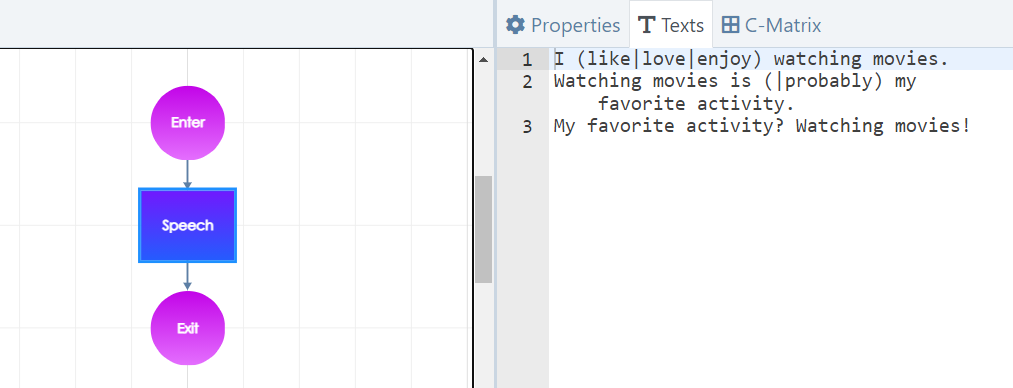 Properties Texts C-Matrix
Enter
Speech
Exit
1 I (like|love|enjoy) watching movies.
2 Watching movies is (|probably) my
favorite activity.
3 My favorite activity? Watching movies!